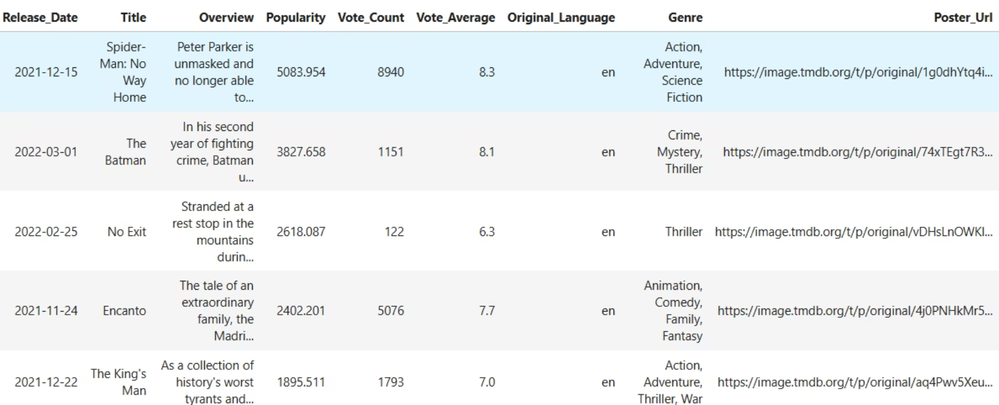 Release_Date Title Overview Popularity Vote_Count Vote_Average Original_Language Genre Poster_Url
2021-12-15
Spider-
Man: No
Way
Home
Peter Parker is
unmasked and
no longer able
to...
5083.954
8940
8.3
en
Action,
Adventure,
Science
Fiction
https://image.tmdb.org/t/p/original/1g0dhYtq4i...
2022-03-01
The
Batman
In his second
year of fighting
crime, Batman
u...
3827.658
1151
8.1
en
Crime,
Mystery,
Thriller
https://image.tmdb.org/t/p/original/74xTEgt7R3...
2022-02-25
No Exit
Stranded at a
rest stop in the
mountains
durin...
2618.087
122
6.3
en
Thriller
https://image.tmdb.org/t/p/original/vDHsLnOWKl...
2021-11-24
Encanto
The tale of an
extraordinary
family, the
Madri...
2402.201
5076
7.7
en
Animation,
Comedy,
Family,
Fantasy
https://image.tmdb.org/t/p/original/4j0PNHkMr5...
2021-12-22
The King's
Man
As a collection of
history's worst
tyrants and...
1895.511
1793
7.0
en
Action,
Adventure,
Thriller, War
https://image.tmdb.org/t/p/original/aq4Pwv5Xeu...